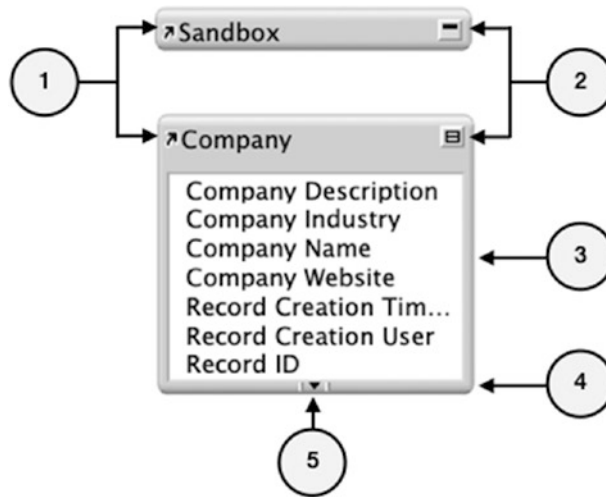 Sandbox
1
2
Company
Company Description
Company Industry
Company Name
3
Company Website
Record Creation Tim...
Record Creation User
Record ID
4
5